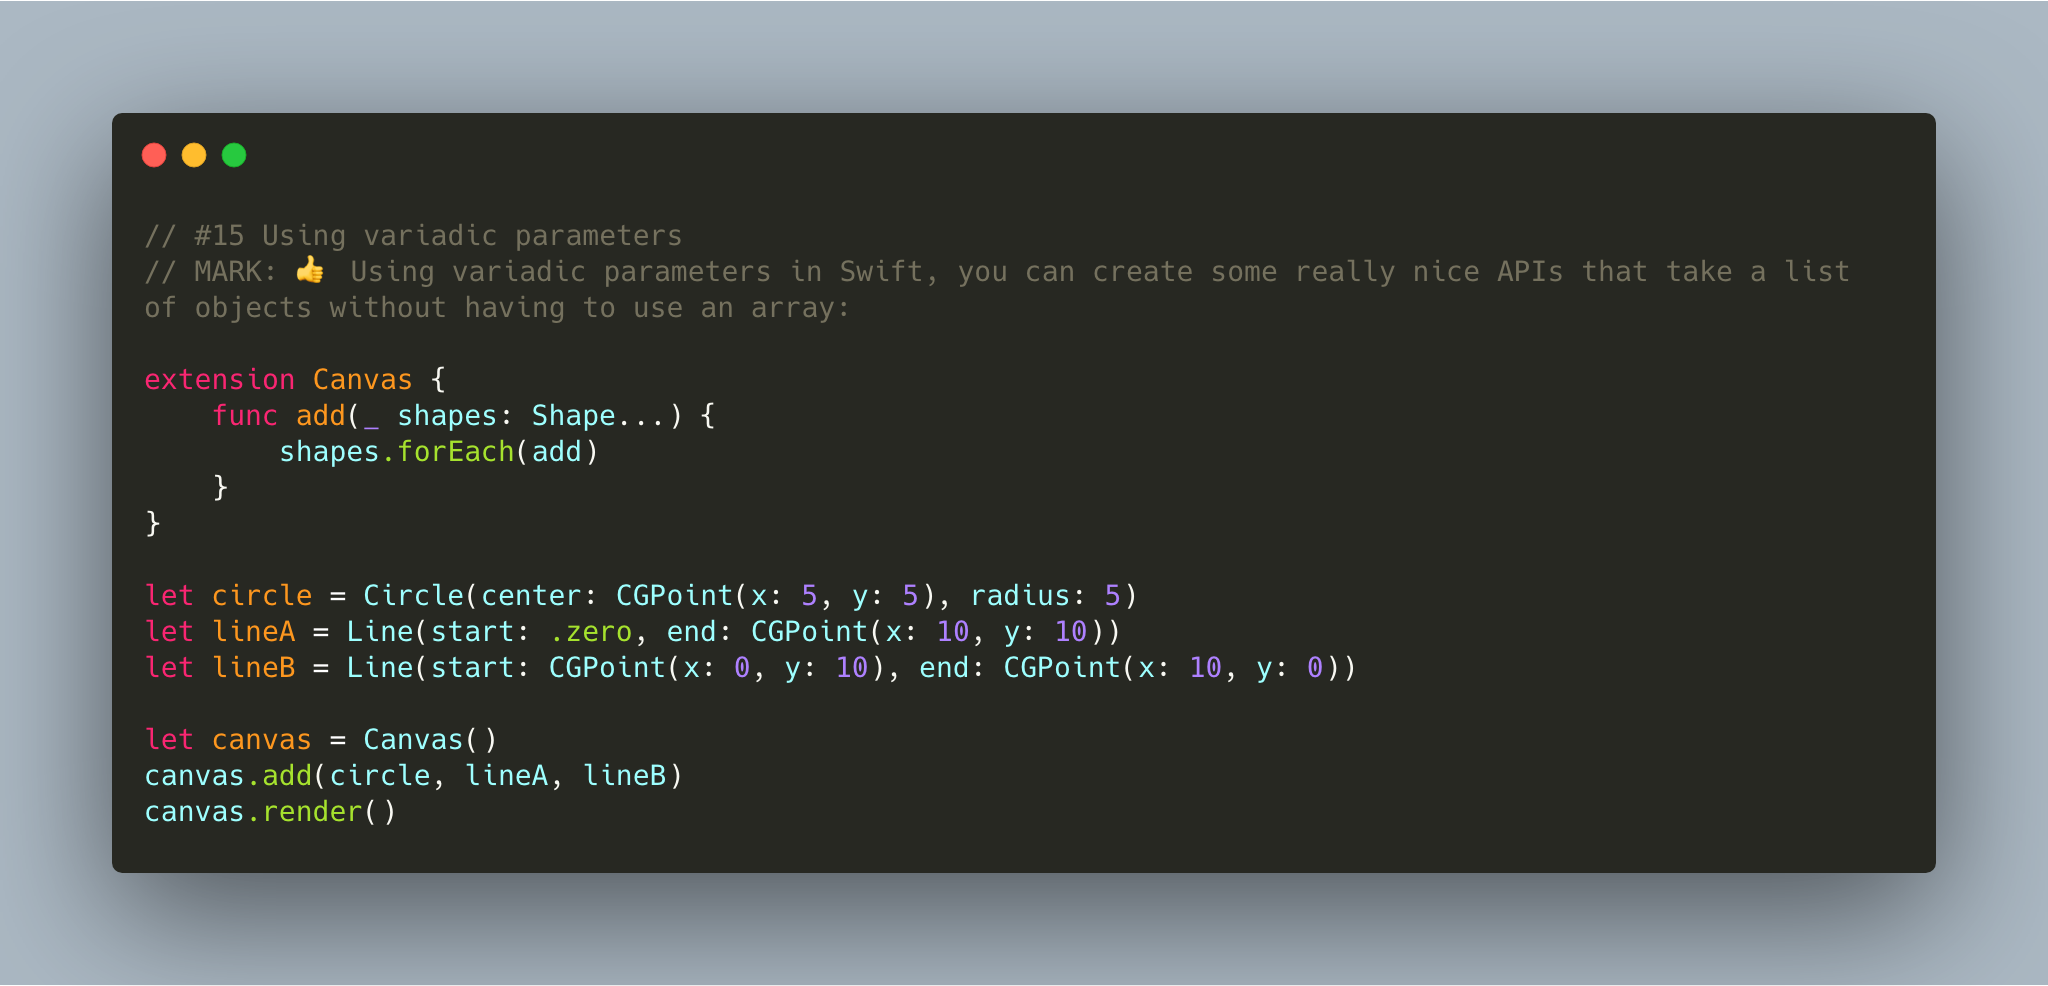 // #15 Using variadic parameters
// MARK: 👍 Using variadic parameters in Swift, you can create some really nice APIs that take a list
of objects without having to use an array:

extension Canvas {
    func add(_ shapes: Shape...) {
        shapes.forEach(add)
    }
}

let circle = Circle(center: CGPoint(x: 5, y: 5), radius: 5)
let lineA = Line(start: .zero, end: CGPoint(x: 10, y: 10))
let lineB = Line(start: CGPoint(x: 0, y: 10), end: CGPoint(x: 10, y: 0))

let canvas = Canvas()
canvas.add(circle, lineA, lineB)
canvas.render()